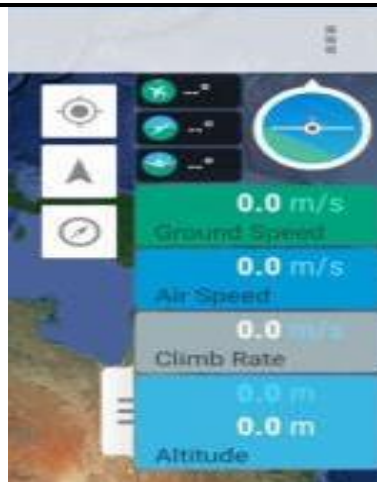 --°
--°
--°
0.0 m/s
Ground Speed
0.0 m/s
Air Speed
0.0 m/s
Climb Rate
0.0 m
0.0 m
Altitude